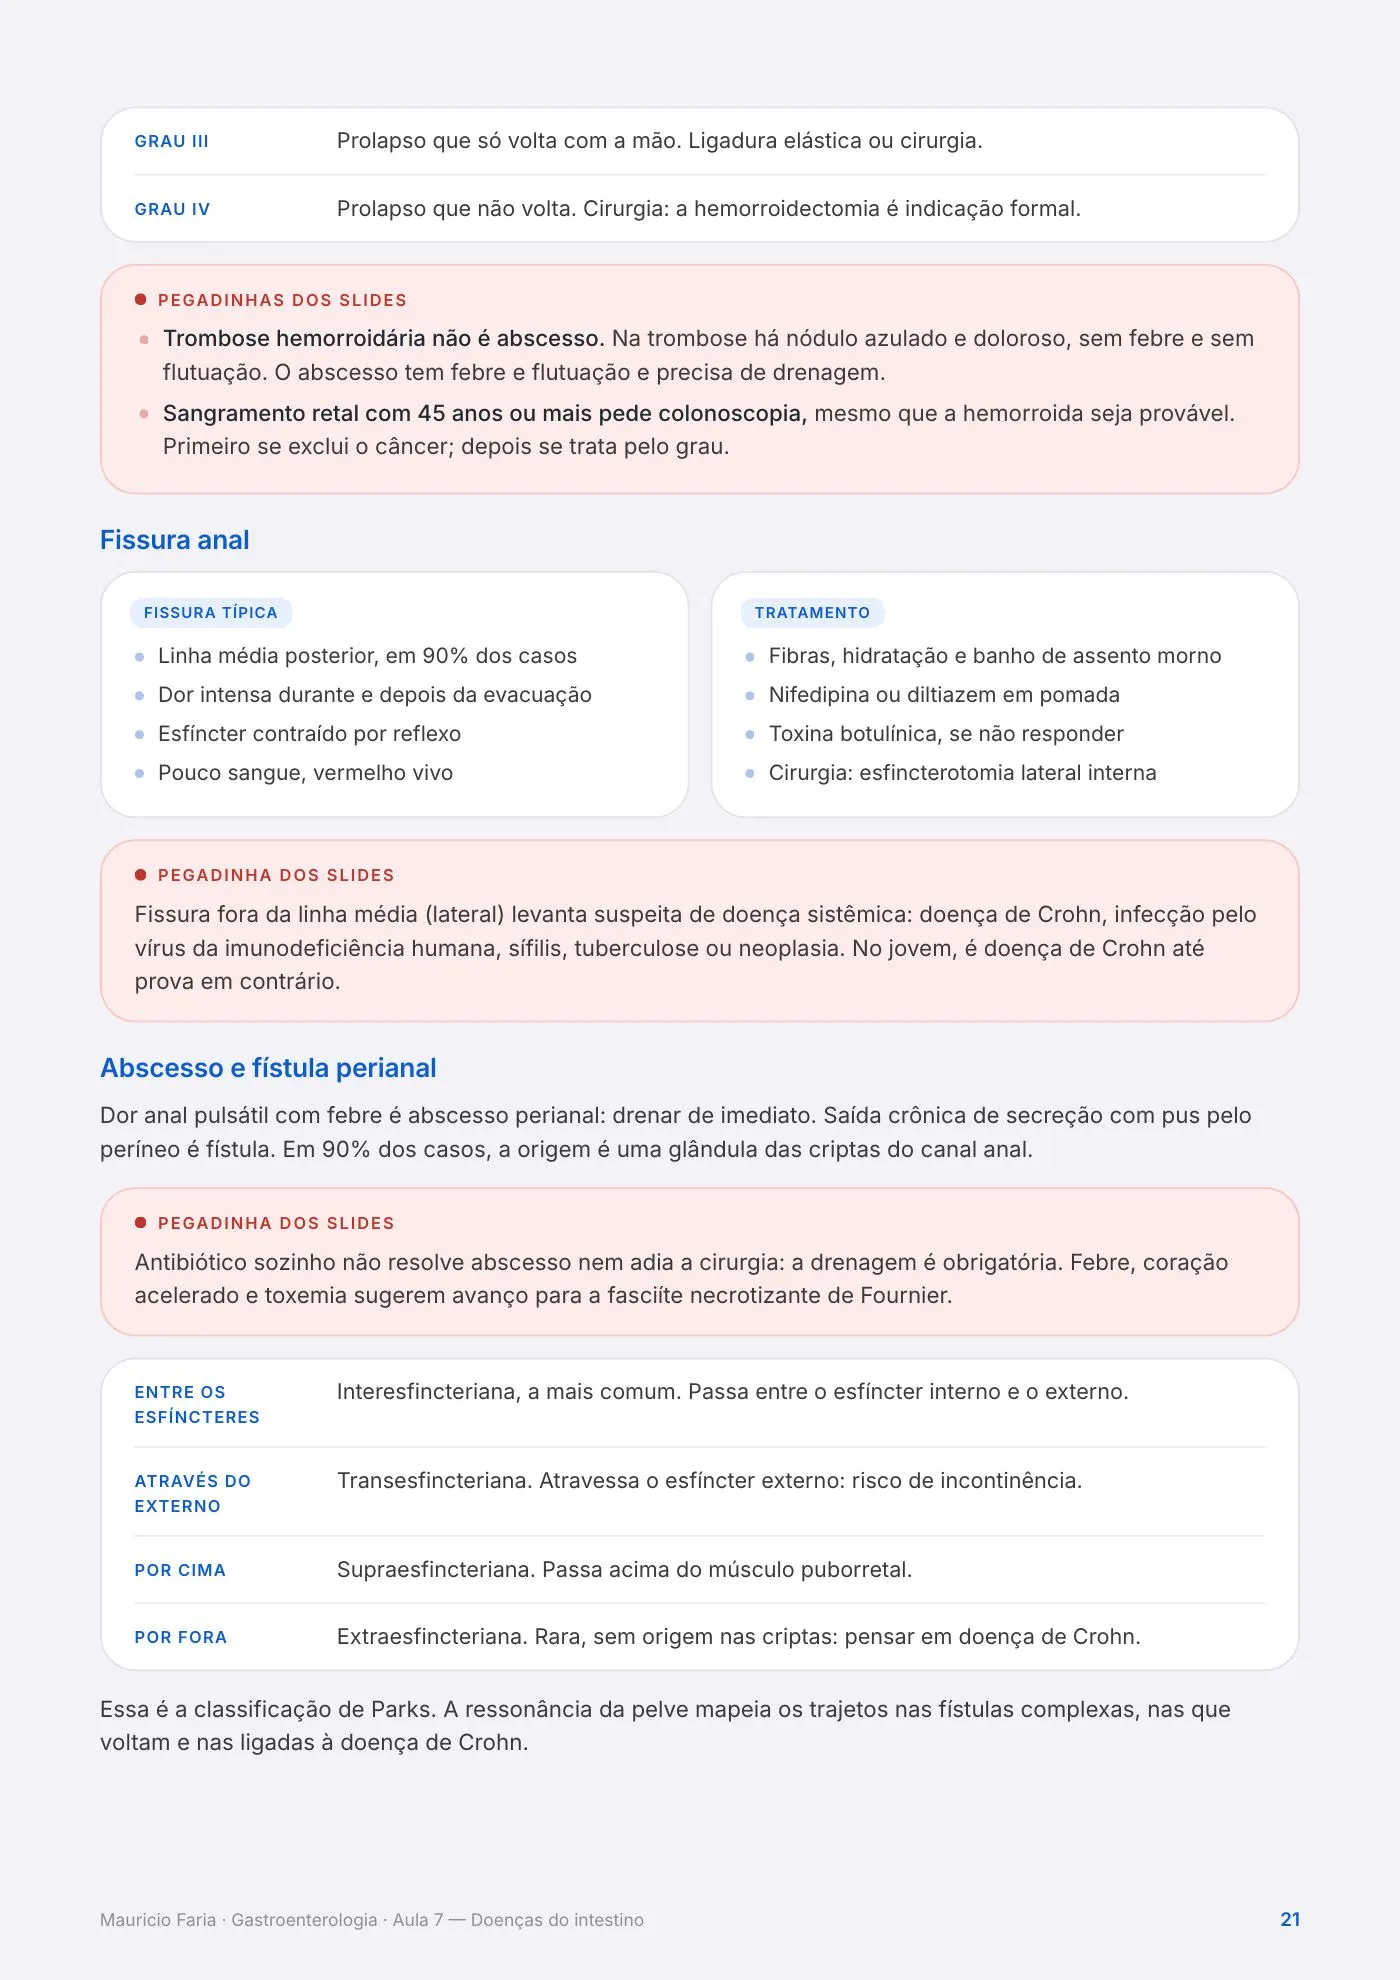 GRAU III
Prolapso que só volta com a mão. Ligadura elástica ou cirurgia.
GRAU IV
Prolapso que não volta. Cirurgia: a hemorroidectomia é indicação formal.
PEGADINHAS DOS SLIDES
Trombose hemorroidária não é abscesso. Na trombose há nódulo azulado e doloroso, sem febre e sem
flutuação. O abscesso tem febre e flutuação e precisa de drenagem.
Sangramento retal com 45 anos ou mais pede colonoscopia, mesmo que a hemorroida seja provável.
Primeiro se exclui o câncer; depois se trata pelo grau.
Fissura anal
FISSURA TÍPICA
Linha média posterior, em 90% dos casos
Dor intensa durante e depois da evacuação
Esfíncter contraído por reflexo
Pouco sangue, vermelho vivo
TRATAMENTO
Fibras, hidratação e banho de assento morno
Nifedipina ou diltiazem em pomada
Toxina botulínica, se não responder
Cirurgia: esfincterotomia lateral interna
PEGADINHA DOS SLIDES
Fissura fora da linha média (lateral) levanta suspeita de doença sistêmica: doença de Crohn, infecção pelo
vírus da imunodeficiência humana, sífilis, tuberculose ou neoplasia. No jovem, é doença de Crohn até
prova em contrário.
Abscesso e fístula perianal
Dor anal pulsátil com febre é abscesso perianal: drenar de imediato. Saída crônica de secreção com pus pelo
períneo é fístula. Em 90% dos casos, a origem é uma glândula das criptas do canal anal.
PEGADINHA DOS SLIDES
Antibiótico sozinho não resolve abscesso nem adia a cirurgia: a drenagem é obrigatória. Febre, coração
acelerado e toxemia sugerem avanço para a fasciíte necrotizante de Fournier.
ENTRE OS
ESFÍNCTERES
Interesfincteriana, a mais comum. Passa entre o esfíncter interno e o externo.
ATRAVÉS DO
EXTERNO
Transesfincteriana. Atravessa o esfíncter externo: risco de incontinência.
POR CIMA
Supraesfincteriana. Passa acima do músculo puborretal.
POR FORA
Extraesfincteriana. Rara, sem origem nas criptas: pensar em doença de Crohn.
Essa é a classificação de Parks. A ressonância da pelve mapeia os trajetos nas fístulas complexas, nas que
voltam e nas ligadas à doença de Crohn.
Mauricio Faria · Gastroenterologia · Aula 7 — Doenças do intestino
21